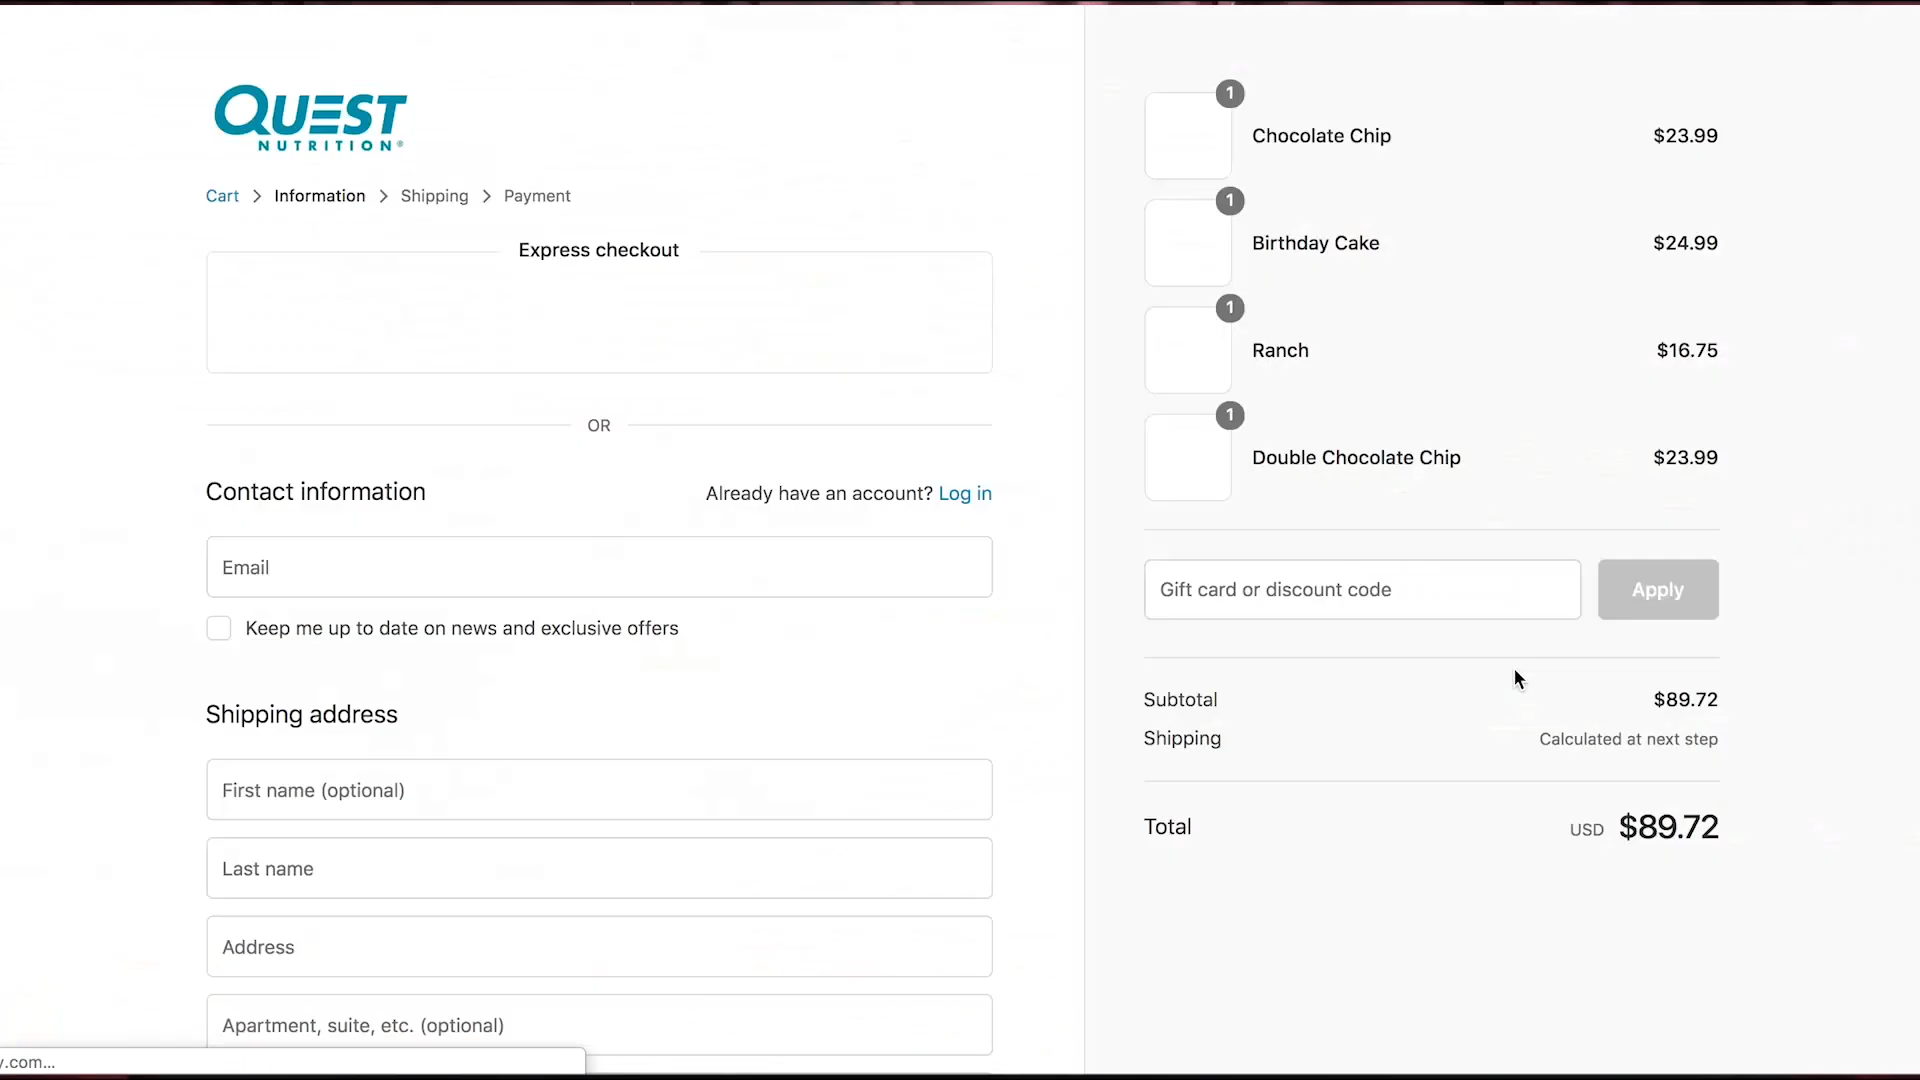 QUEST
NUTRITION®
Cart > Information > Shipping > Payment
Express checkout
OR
Contact information
Already have an account? Log in
Email
Keep me up to date on news and exclusive offers
Shipping address
First name (optional)
Last name
Address
Apartment, suite, etc. (optional)
y.com...
1
Chocolate Chip $23.99
1
Birthday Cake $24.99
1
Ranch $16.75
1
Double Chocolate Chip $23.99
Gift card or discount code Apply
Subtotal $89.72
Shipping Calculated at next step
Total USD $89.72